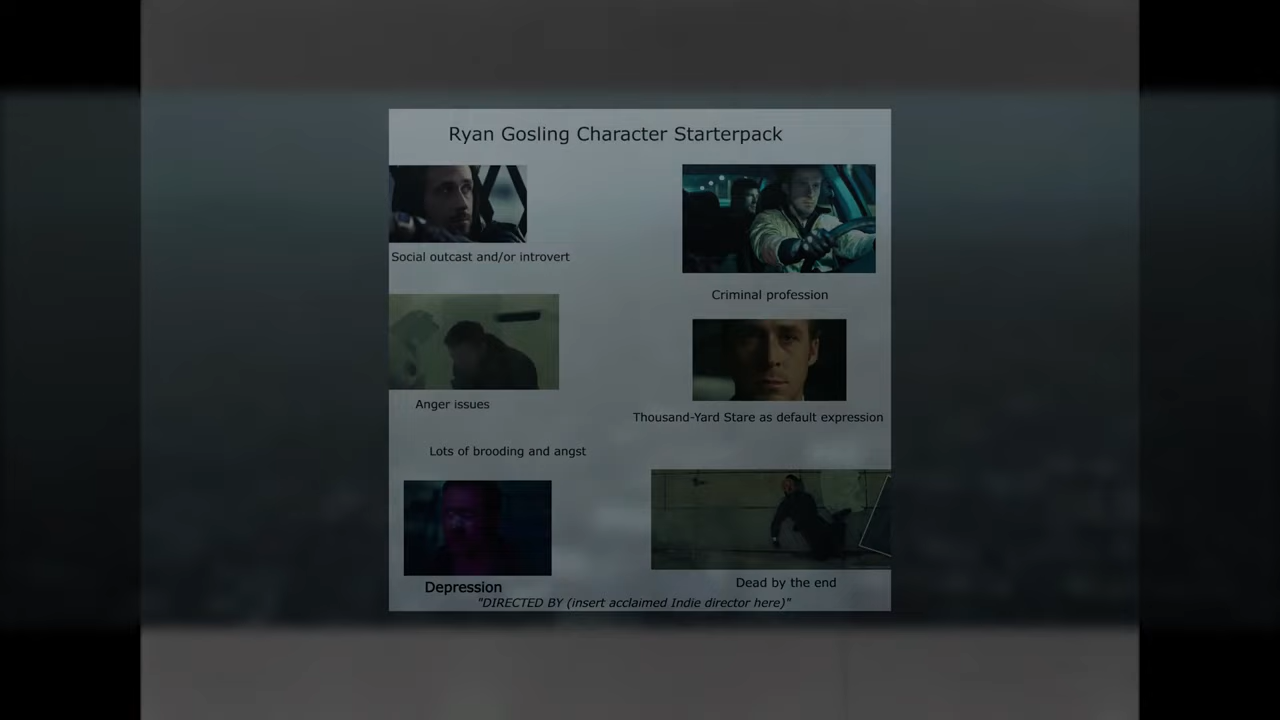 Ryan Gosling Character Starterpack
Social outcast and/or introvert
Criminal profession
Anger issues
Thousand-Yard Stare as default expression
Lots of brooding and angst
Depression
Dead by the end
"DIRECTED BY (insert acclaimed Indie director here)"